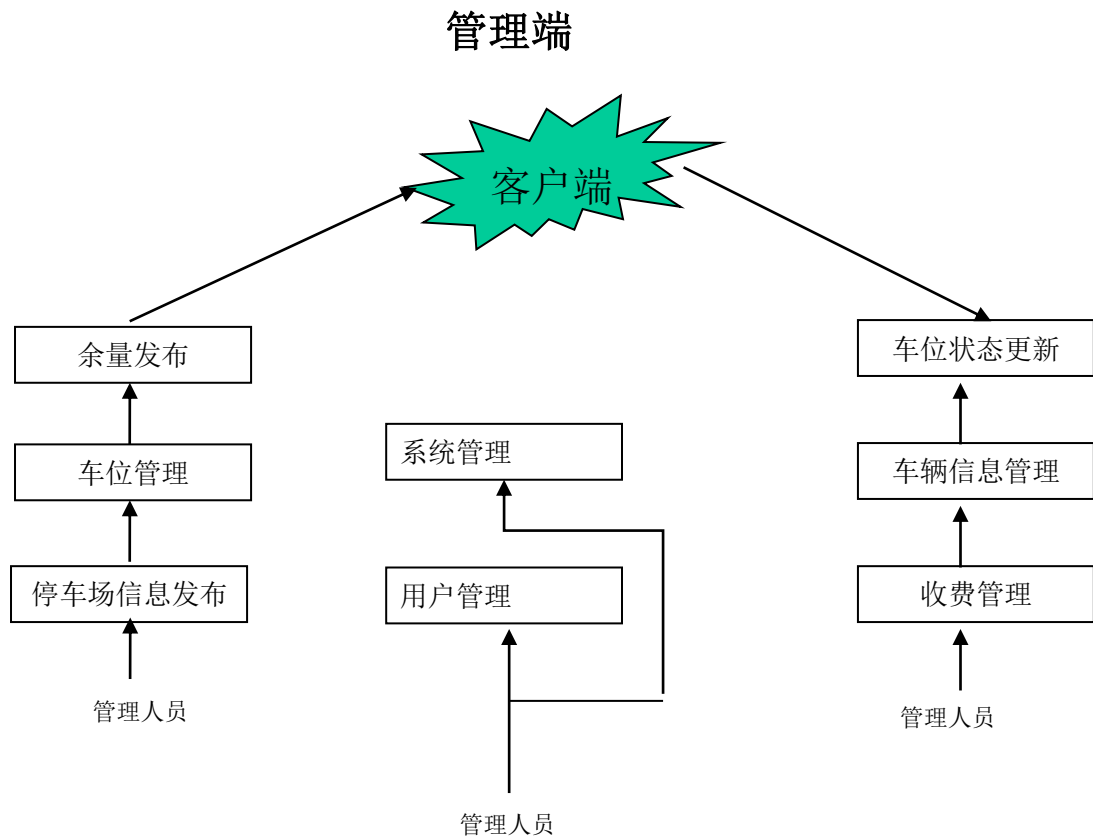 管理端
客户端
余量发布
车位状态更新
系统管理
车位管理
车辆信息管理
停车场信息发布
用户管理
收费管理
管理人员
管理人员
管理人员